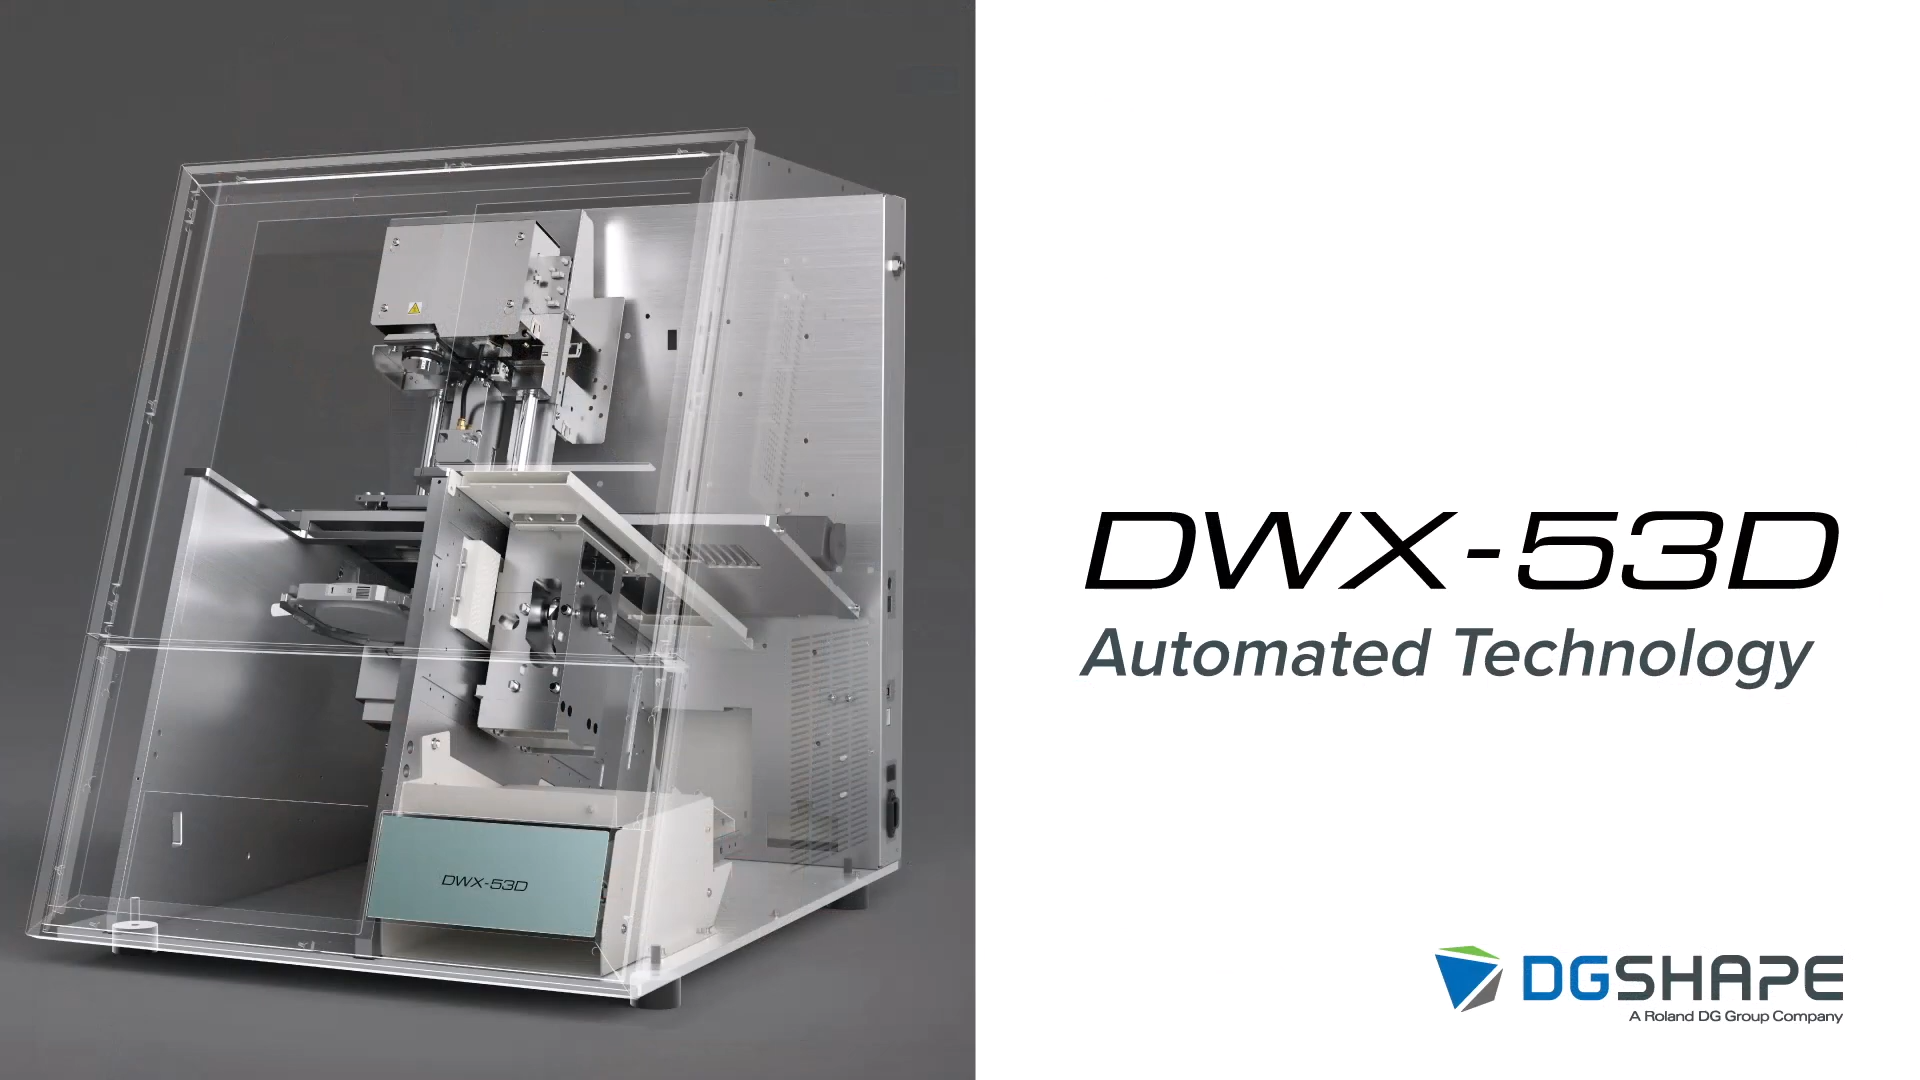 DWX-53D
DWX-53D
Automated Technology
DGSHAPE
A Roland DG Group Company